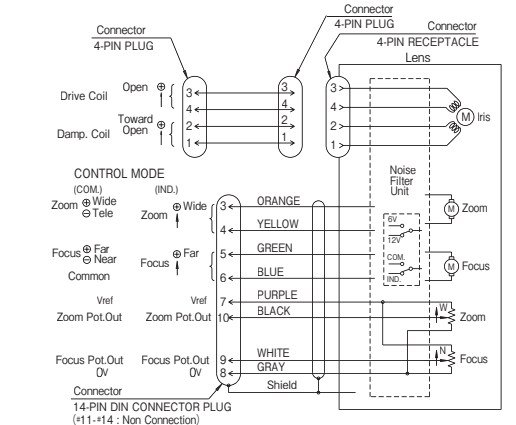 Connector
4-PIN PLUG
Connector
4-PIN PLUG
Connector
4-PIN RECEPTACLE
Lens
Drive Coil
Open ⊕
Damp. Coil
Toward
Open ⊕
3
4
2
1
3
4
2
1
3
4
2
1
M
Iris
CONTROL MODE
(COM.)
(IND.)
Zoom ⊕ Wide
⊖ Tele
Zoom ⊕ Wide
Focus ⊕ Far
⊖ Near
Common
Focus ⊕ Far
Vref
Zoom Pot.Out
Vref
Zoom Pot.Out
Focus Pot.Out
0V
Focus Pot.Out
0V
3 ORANGE
4 YELLOW
5 GREEN
6 BLUE
7 PURPLE
10 BLACK
9 WHITE
8 GRAY
Shield
Noise
Filter
Unit
6V
12V
COM.
IND.
M Zoom
M Focus
W Zoom
N Focus
Connector
14-PIN DIN CONNECTOR PLUG
(#11-#14 : Non Connection)